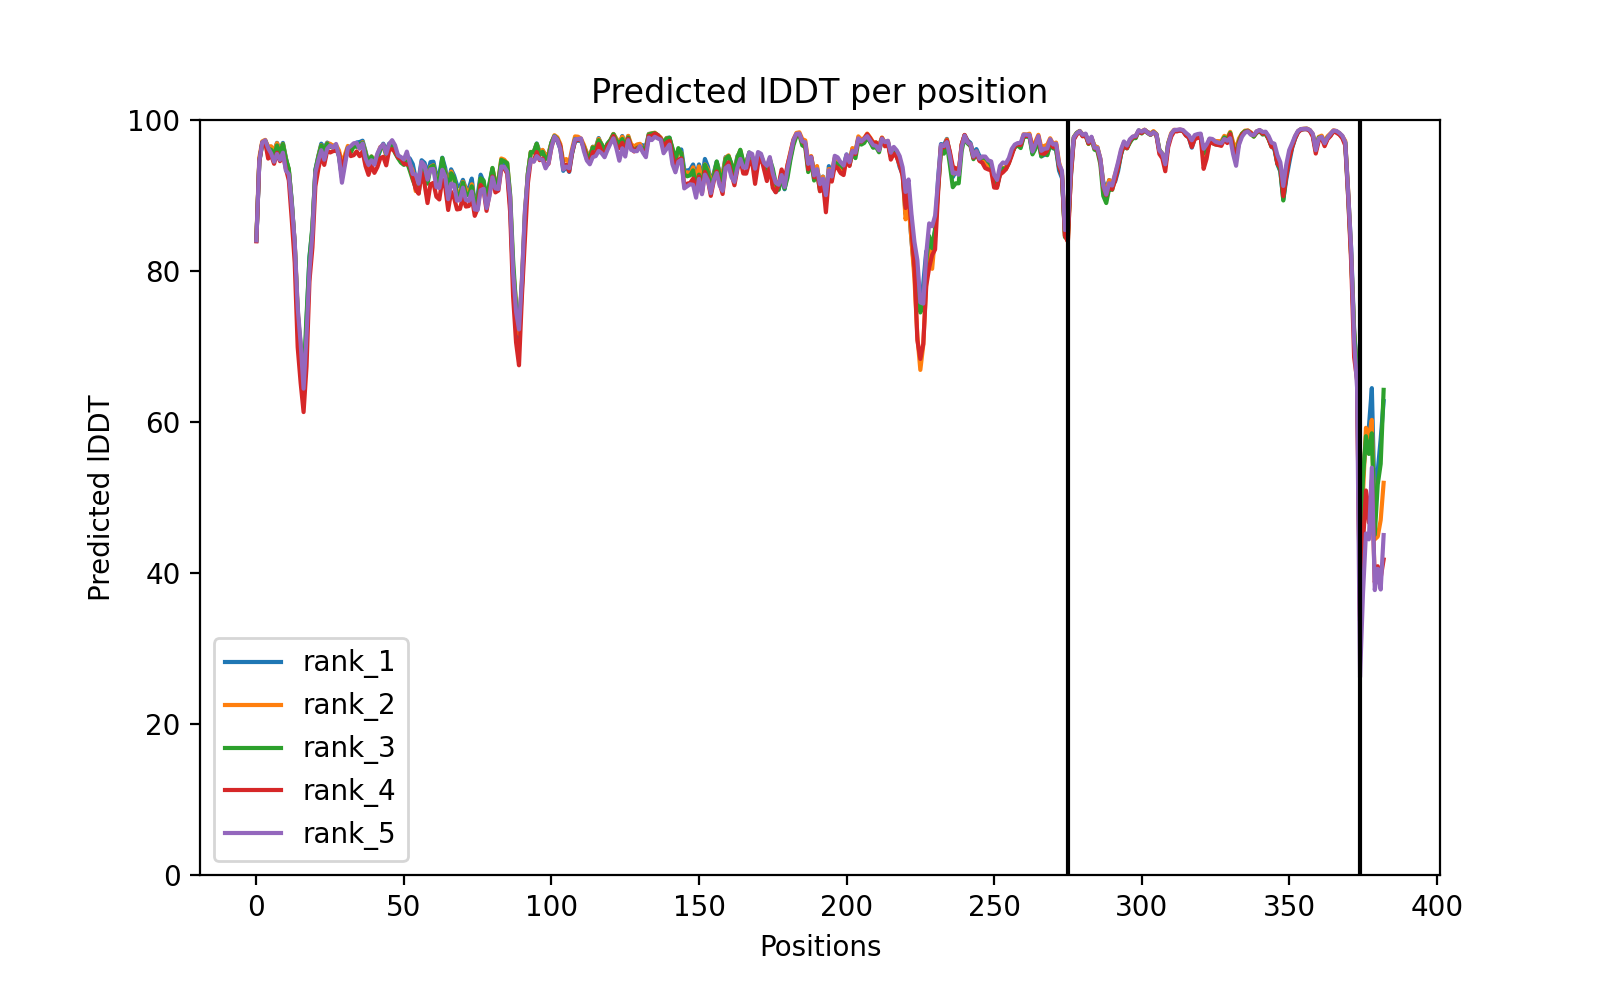 Predicted lDDT per position
100
80
60
40
20
0
Predicted lDDT
rank_1
rank_2
rank_3
rank_4
rank_5
0 50 100 150 200 250 300 350 400
Positions